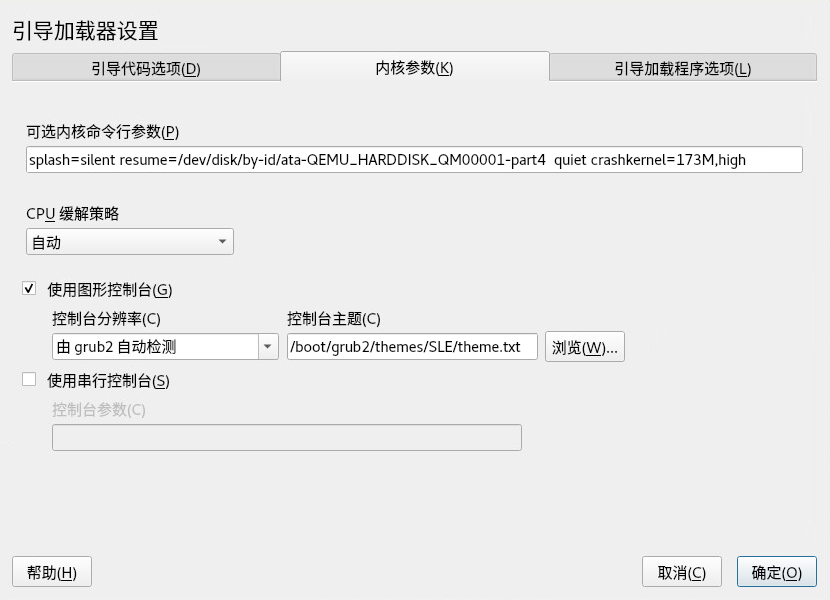 引导加载器设置
引导代码选项(D) 内核参数(K) 引导加载程序选项(L)
可选内核命令行参数(P)
splash=silent resume=/dev/disk/by-id/ata-QEMU_HARDDISK_QM00001-part4  quiet crashkernel=173M,high
CPU 缓解策略
自动
使用图形控制台(G)
控制台分辨率(C) 控制台主题(C)
由 grub2 自动检测 /boot/grub2/themes/SLE/theme.txt 浏览(W)...
使用串行控制台(S)
控制台参数(C)
帮助(H) 取消(C) 确定(O)